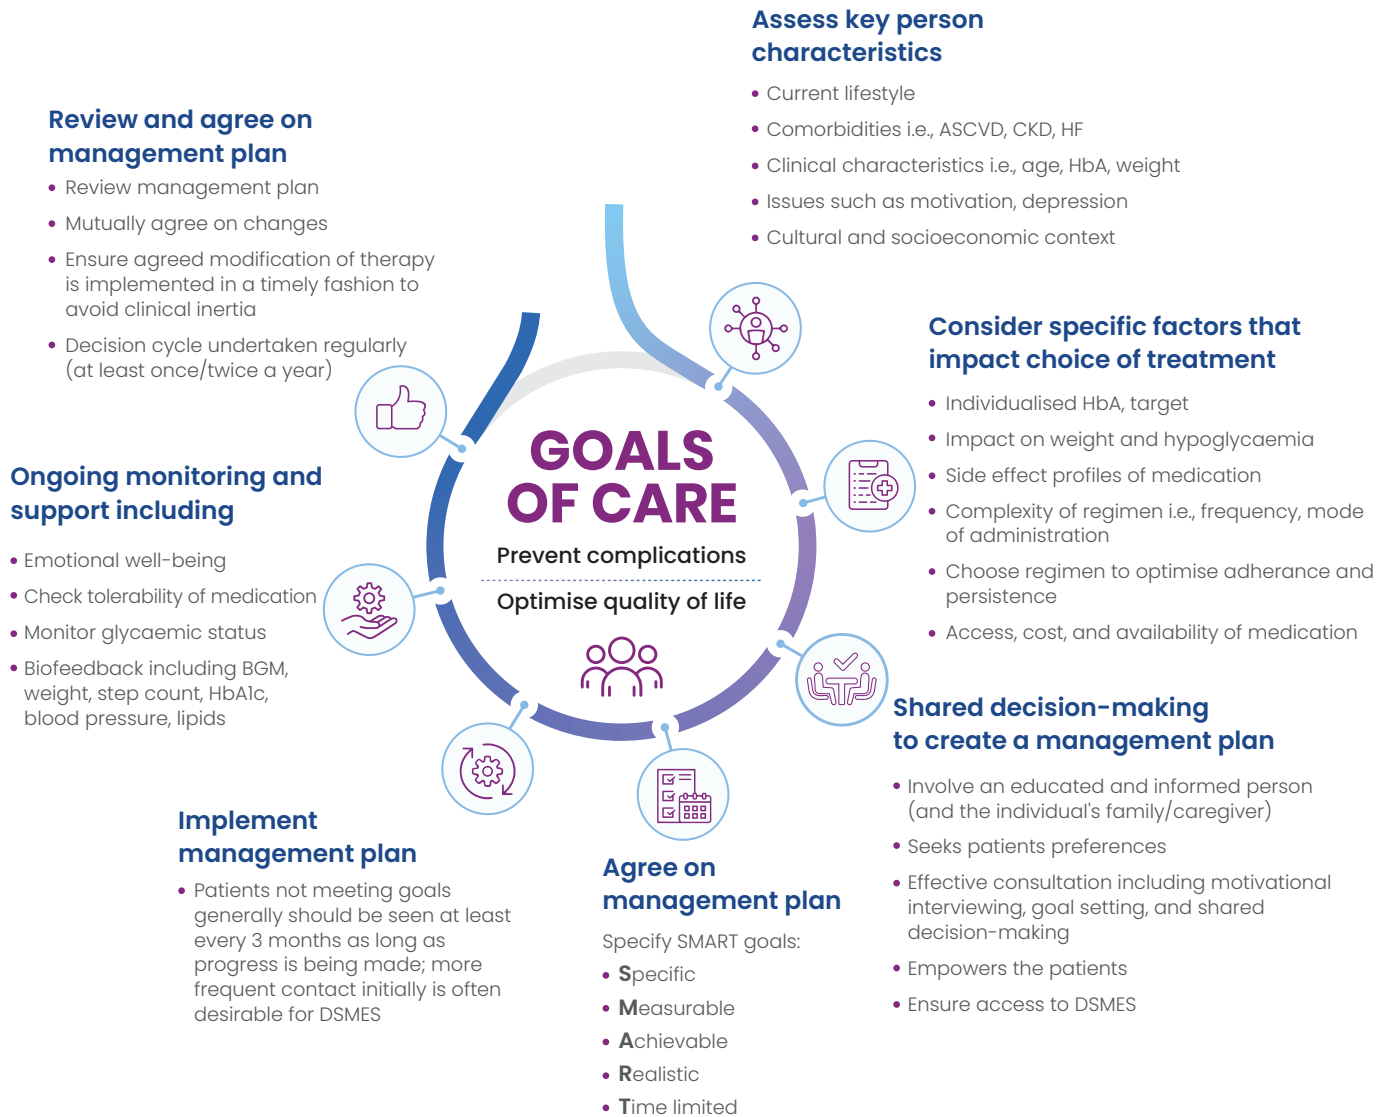 Assess key person
characteristics
• Current lifestyle
• Comorbidities i.e., ASCVD, CKD, HF
• Clinical characteristics i.e., age, HbA, weight
• Issues such as motivation, depression
• Cultural and socioeconomic context
Consider specific factors that
impact choice of treatment
• Individualised HbA, target
• Impact on weight and hypoglycaemia
• Side effect profiles of medication
• Complexity of regimen i.e., frequency, mode
of administration
• Choose regimen to optimise adherance and
persistence
• Access, cost, and availability of medication
Shared decision-making
to create a management plan
• Involve an educated and informed person
(and the individual's family/caregiver)
• Seeks patients preferences
• Effective consultation including motivational
interviewing, goal setting, and shared
decision-making
• Empowers the patients
• Ensure access to DSMES
Agree on
management plan
Specify SMART goals:
• Specific
• Measurable
• Achievable
• Realistic
• Time limited
Implement
management plan
• Patients not meeting goals
generally should be seen at least
every 3 months as long as
progress is being made; more
frequent contact initially is often
desirable for DSMES
Ongoing monitoring and
support including
• Emotional well-being
• Check tolerability of medication
• Monitor glycaemic status
• Biofeedback including BGM,
weight, step count, HbA1c,
blood pressure, lipids
Review and agree on
management plan
• Review management plan
• Mutually agree on changes
• Ensure agreed modification of therapy
is implemented in a timely fashion to
avoid clinical inertia
• Decision cycle undertaken regularly
(at least once/twice a year)
GOALS
OF CARE
Prevent complications
Optimise quality of life